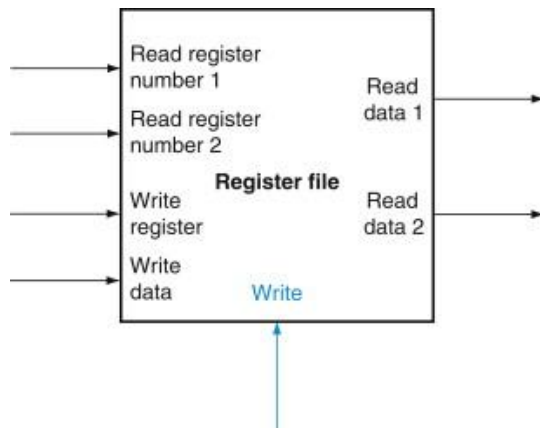 Read register
number 1
Read
data 1
Read register
number 2
Register file
Write
register
Read
data 2
Write
data
Write